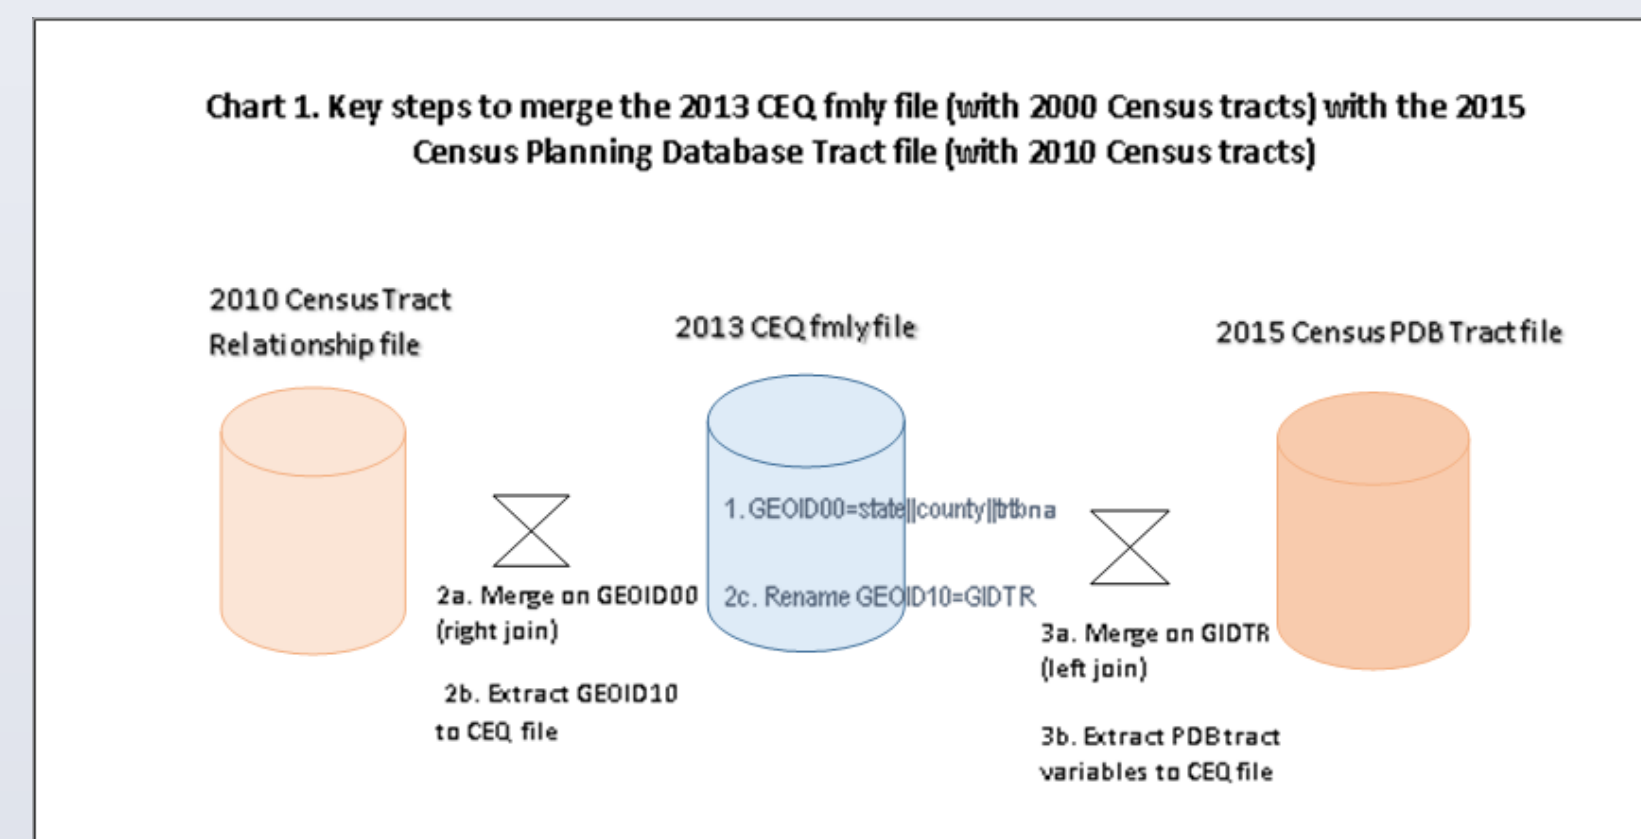 Chart 1. Key steps to merge the 2013 CEQ fmly file (with 2000 Census tracts) with the 2015
Census Planning Database Tract file (with 2010 Census tracts)
2010 Census Tract
Relationship file
2013 CEQ fmly file
2015 Census PDB Tract file
1. GEOID00=state||county||trtbna
2c. Rename GEOID10=GIDTR
2a. Merge on GEOID00
(right join)
2b. Extract GEOID10
to CEQ file
3a. Merge on GIDTR
(left join)
3b. Extract PDB tract
variables to CEQ file